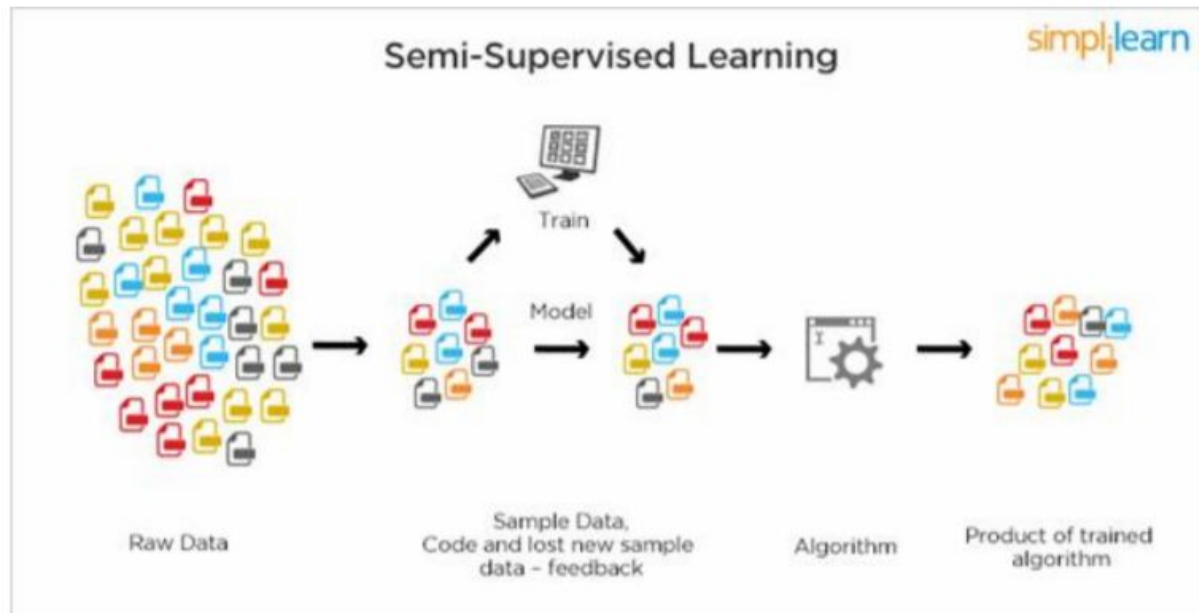 Semi-Supervised Learning
simplilearn
Train
Model
Raw Data
Sample Data,
Code and lost new sample
data – feedback
Algorithm
Product of trained
algorithm